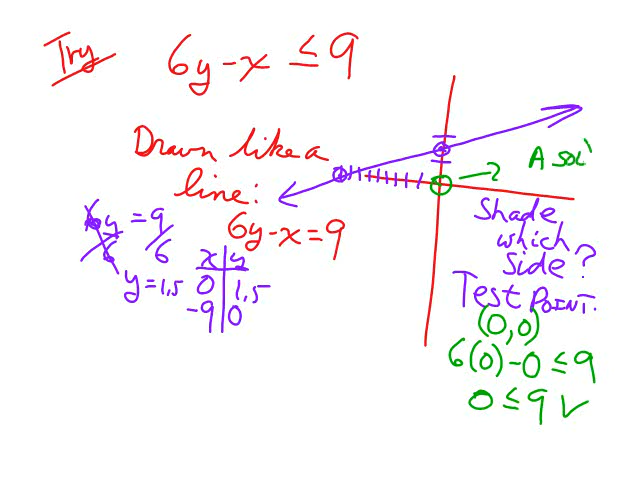 Try 6y - x ≤ 9
Drawn like a
line:
6y - x = 9
6y = 9
6 6
y = 1.5
x y
0 1.5
-9 0
?
A sol'
Shade
which
Side?
Test POINT.
(0,0)
6(0) - 0 ≤ 9
0 ≤ 9 ✓